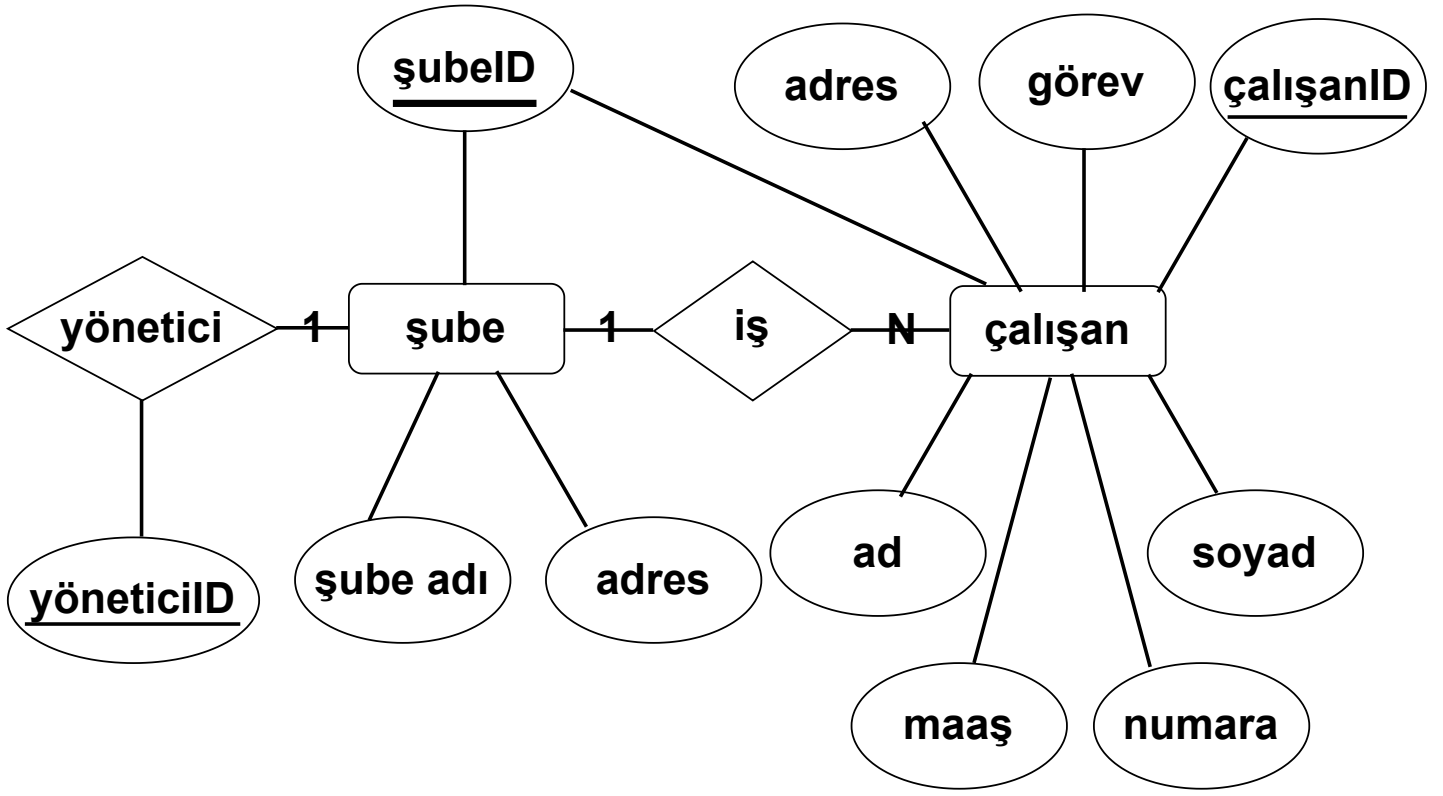 şubeID
adres
görev
çalışanID
yönetici
1
şube
1
iş
N
çalışan
yöneticiID
şube adı
adres
ad
soyad
maaş
numara